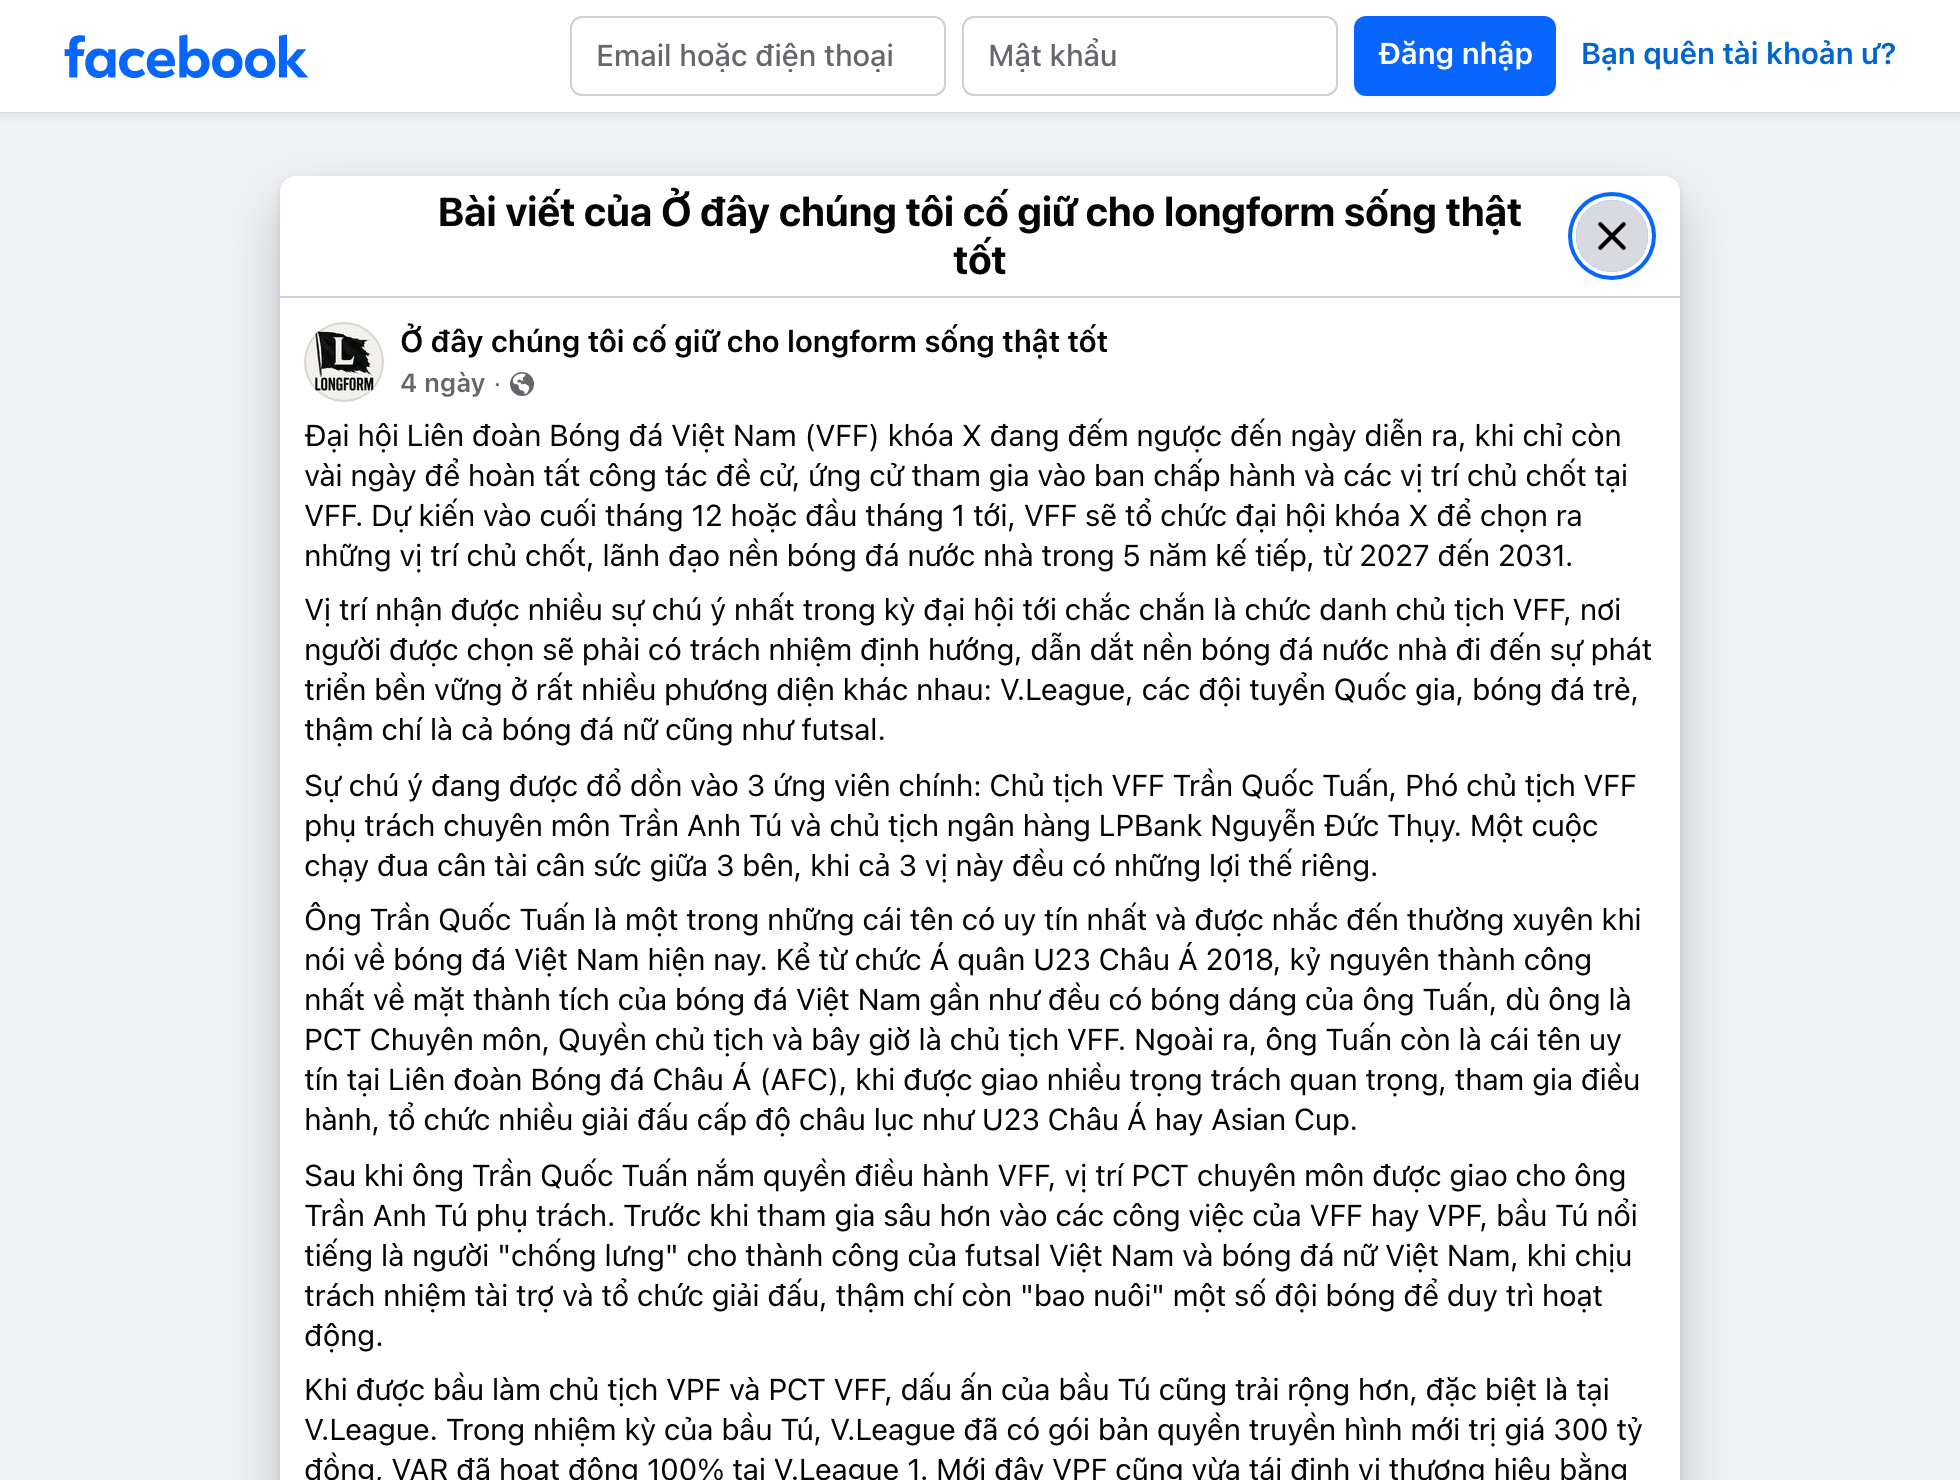 facebook
Email hoặc điện thoại
Mật khẩu
Đăng nhập
Bạn quên tài khoản ư?
Bài viết của Ở đây chúng tôi cố giữ cho longform sống thật
tốt
L
LONGFORM
Ở đây chúng tôi cố giữ cho longform sống thật tốt
4 ngày ·
Đại hội Liên đoàn Bóng đá Việt Nam (VFF) khóa X đang đếm ngược đến ngày diễn ra, khi chỉ còn
vài ngày để hoàn tất công tác đề cử, ứng cử tham gia vào ban chấp hành và các vị trí chủ chốt tại
VFF. Dự kiến vào cuối tháng 12 hoặc đầu tháng 1 tới, VFF sẽ tổ chức đại hội khóa X để chọn ra
những vị trí chủ chốt, lãnh đạo nền bóng đá nước nhà trong 5 năm kế tiếp, từ 2027 đến 2031.
Vị trí nhận được nhiều sự chú ý nhất trong kỳ đại hội tới chắc chắn là chức danh chủ tịch VFF, nơi
người được chọn sẽ phải có trách nhiệm định hướng, dẫn dắt nền bóng đá nước nhà đi đến sự phát
triển bền vững ở rất nhiều phương diện khác nhau: V.League, các đội tuyển Quốc gia, bóng đá trẻ,
thậm chí là cả bóng đá nữ cũng như futsal.
Sự chú ý đang được đổ dồn vào 3 ứng viên chính: Chủ tịch VFF Trần Quốc Tuấn, Phó chủ tịch VFF
phụ trách chuyên môn Trần Anh Tú và chủ tịch ngân hàng LPBank Nguyễn Đức Thụy. Một cuộc
chạy đua cân tài cân sức giữa 3 bên, khi cả 3 vị này đều có những lợi thế riêng.
Ông Trần Quốc Tuấn là một trong những cái tên có uy tín nhất và được nhắc đến thường xuyên khi
nói về bóng đá Việt Nam hiện nay. Kể từ chức Á quân U23 Châu Á 2018, kỷ nguyên thành công
nhất về mặt thành tích của bóng đá Việt Nam gần như đều có bóng dáng của ông Tuấn, dù ông là
PCT Chuyên môn, Quyền chủ tịch và bây giờ là chủ tịch VFF. Ngoài ra, ông Tuấn còn là cái tên uy
tín tại Liên đoàn Bóng đá Châu Á (AFC), khi được giao nhiều trọng trách quan trọng, tham gia điều
hành, tổ chức nhiều giải đấu cấp độ châu lục như U23 Châu Á hay Asian Cup.
Sau khi ông Trần Quốc Tuấn nắm quyền điều hành VFF, vị trí PCT chuyên môn được giao cho ông
Trần Anh Tú phụ trách. Trước khi tham gia sâu hơn vào các công việc của VFF hay VPF, bầu Tú nổi
tiếng là người "chống lưng" cho thành công của futsal Việt Nam và bóng đá nữ Việt Nam, khi chịu
trách nhiệm tài trợ và tổ chức giải đấu, thậm chí còn "bao nuôi" một số đội bóng để duy trì hoạt
động.
Khi được bầu làm chủ tịch VPF và PCT VFF, dấu ấn của bầu Tú cũng trải rộng hơn, đặc biệt là tại
V.League. Trong nhiệm kỳ của bầu Tú, V.League đã có gói bản quyền truyền hình mới trị giá 300 tỷ
đồng, VAR đã hoạt động 100% tại V.League 1. Mới đây VPF cũng vừa tái định vị thương hiệu bằng